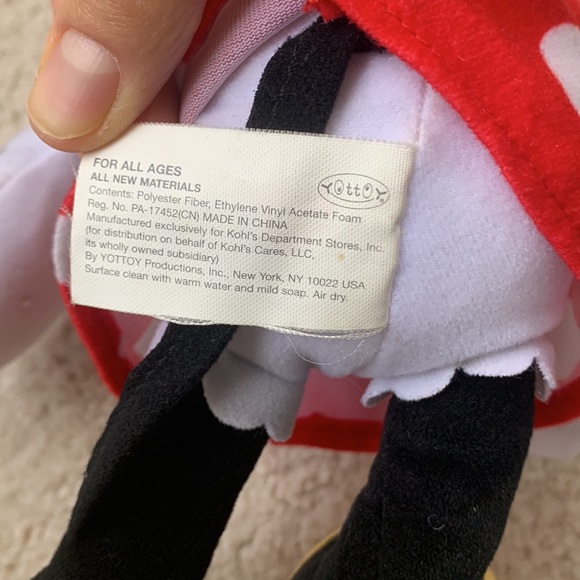 FOR ALL AGES
YOttOY
ALL NEW MATERIALS
Contents: Polyester Fiber, Ethylene Vinyl Acetate Foam
Reg. No. PA-17452(CN) MADE IN CHINA
Manufactured exclusively for Kohl's Department Stores, Inc.
(for distribution on behalf of Kohl's Cares, LLC,
its wholly owned subsidiary)
By YOTTOY Productions, Inc., New York, NY 10022 USA
Surface clean with warm water and mild soap. Air dry.